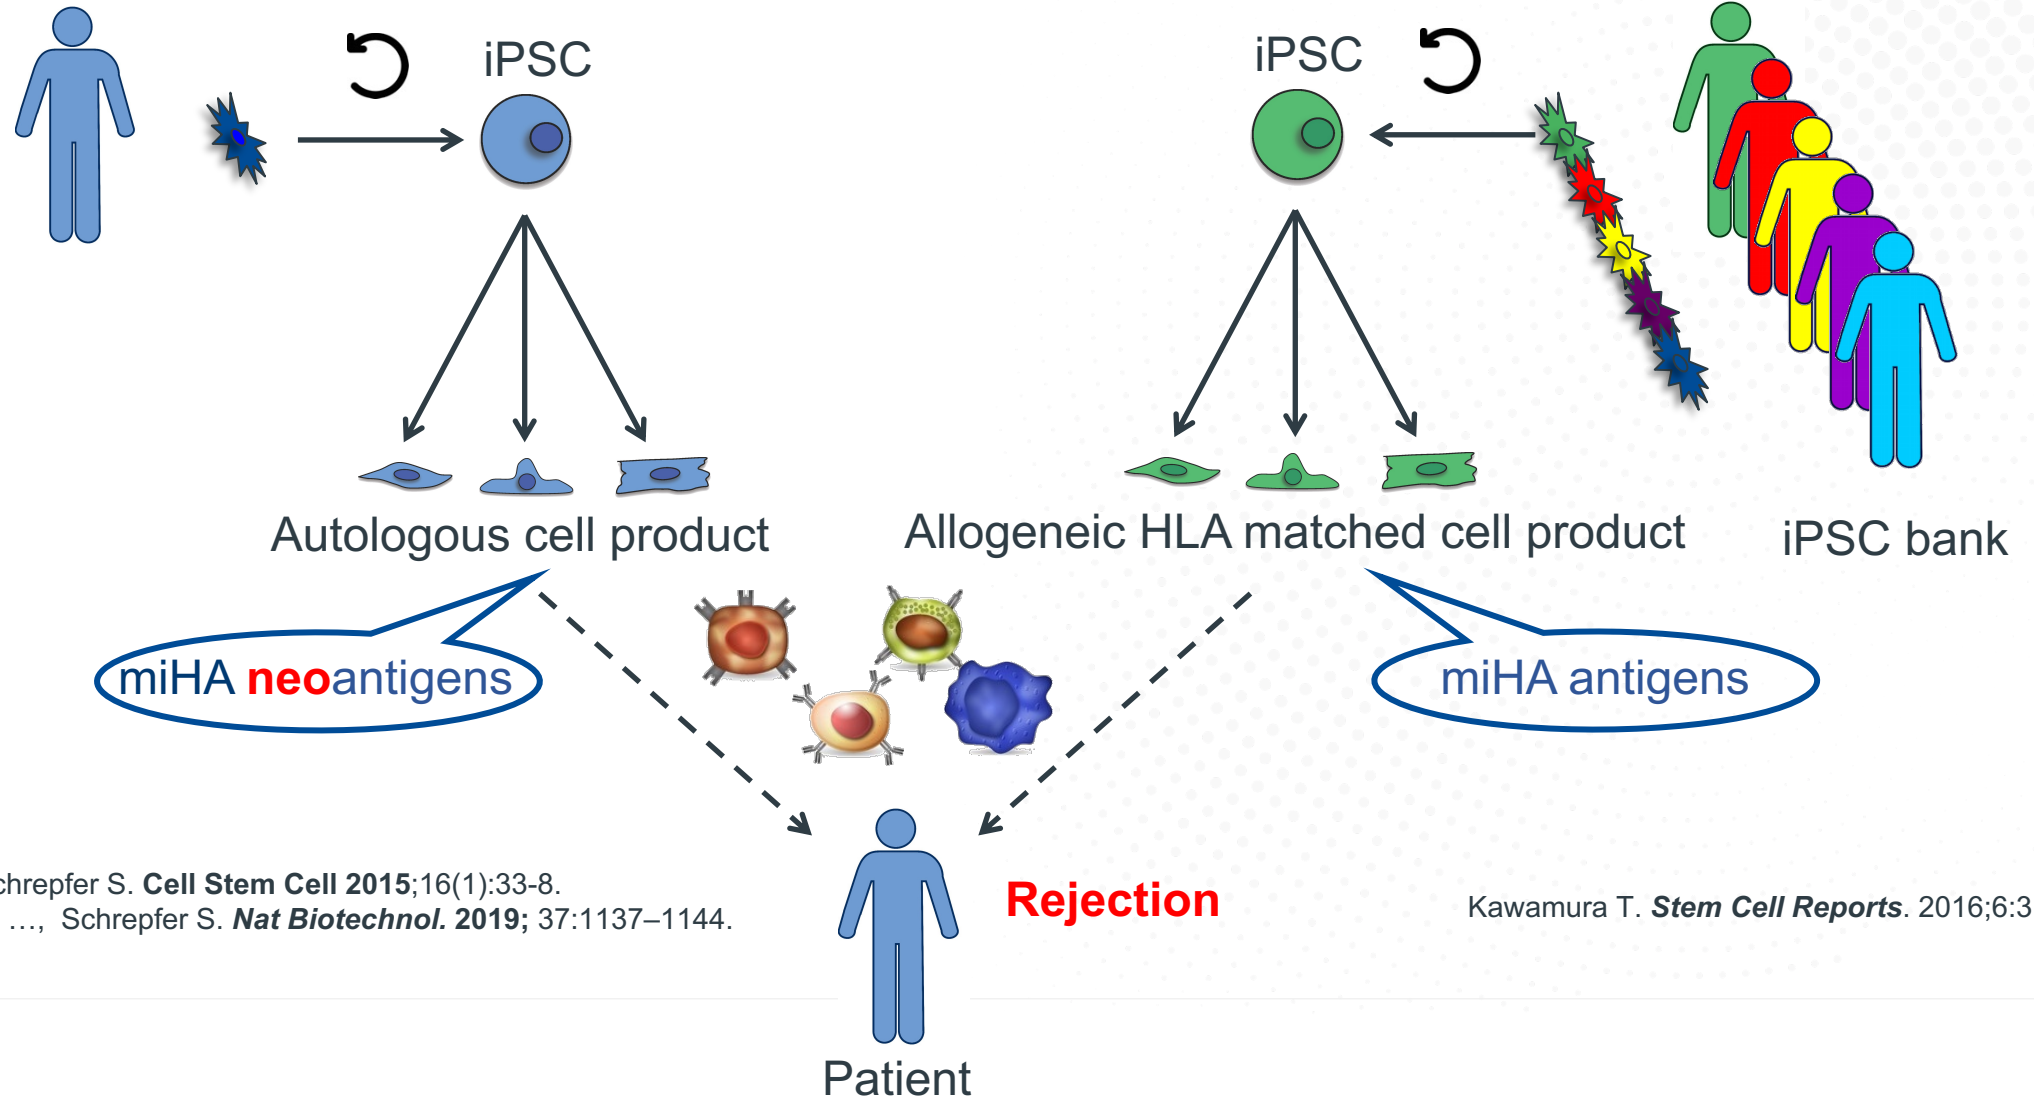 iPSC
iPSC
Autologous cell product
Allogeneic HLA matched cell product
iPSC bank
miHA neoantigens
miHA antigens
Schrepfer S. Cell Stem Cell 2015;16(1):33-8.
…, Schrepfer S. Nat Biotechnol. 2019; 37:1137–1144.
Rejection
Kawamura T. Stem Cell Reports. 2016;6:3
Patient